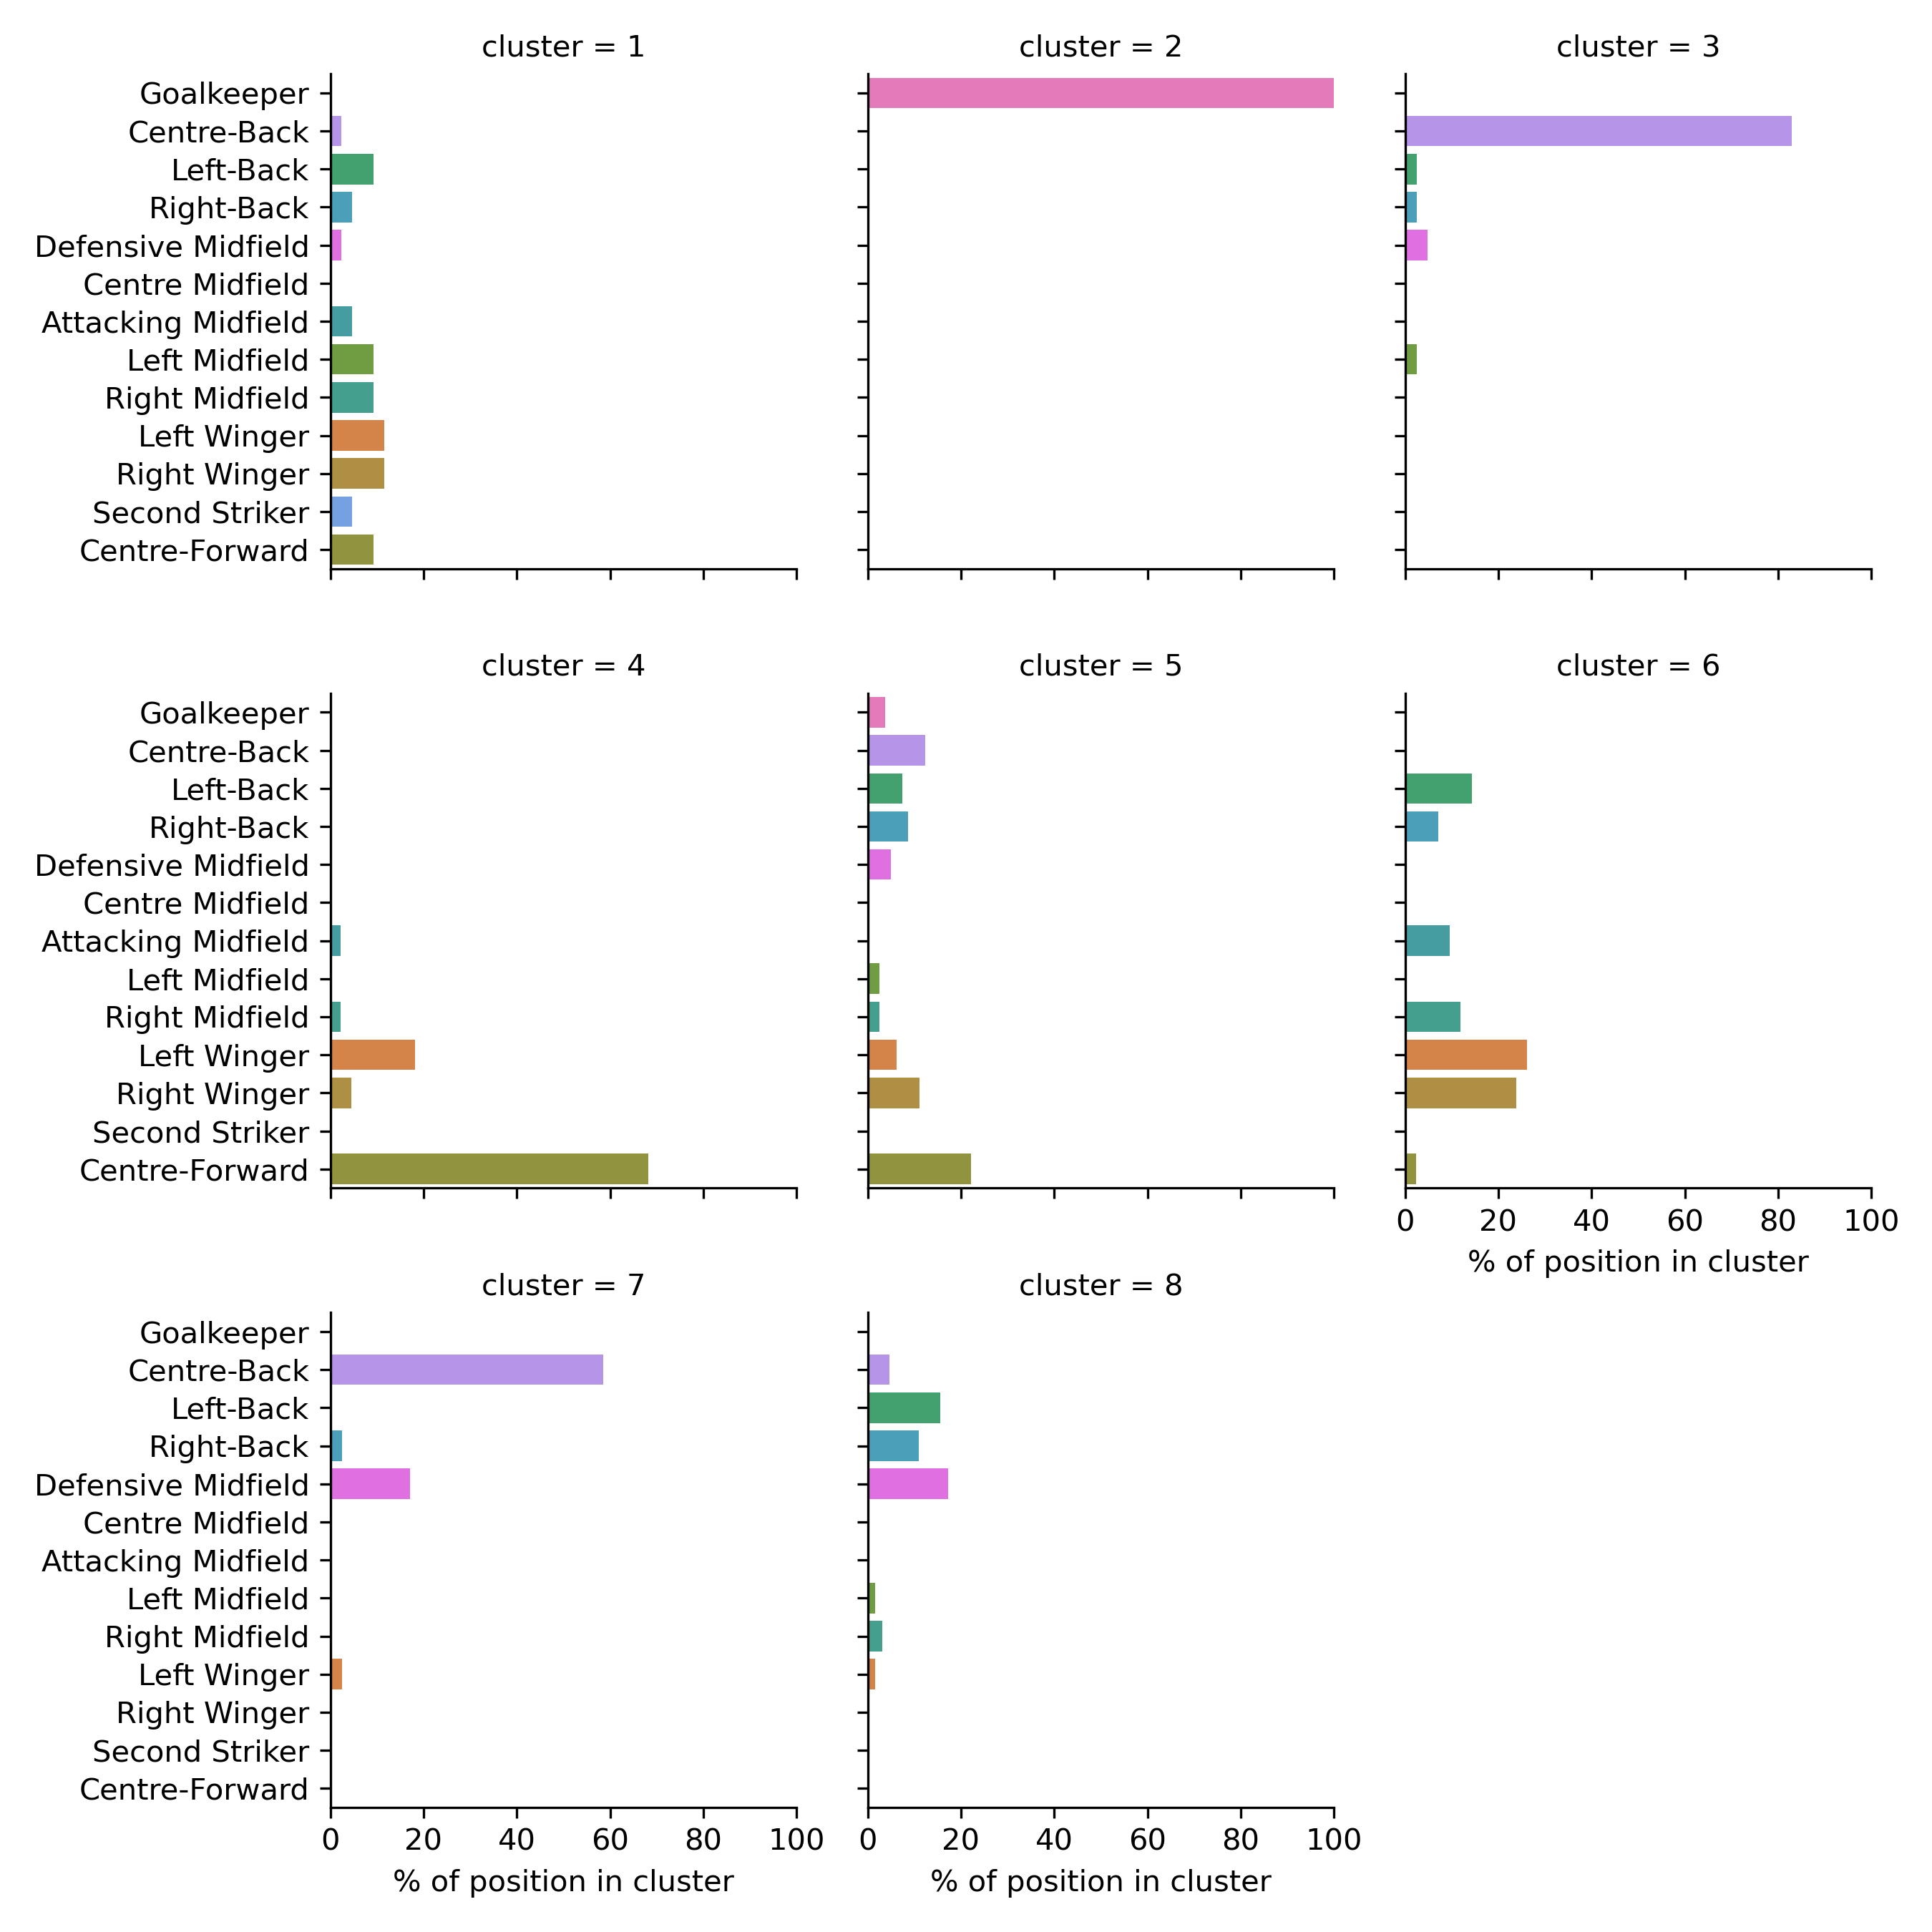 cluster = 1
cluster = 2
cluster = 3
Goalkeeper
Centre-Back
Left-Back
Right-Back
Defensive Midfield
Centre Midfield
Attacking Midfield
Left Midfield
Right Midfield
Left Winger
Right Winger
Second Striker
Centre-Forward
cluster = 4
cluster = 5
cluster = 6
Goalkeeper
Centre-Back
Left-Back
Right-Back
Defensive Midfield
Centre Midfield
Attacking Midfield
Left Midfield
Right Midfield
Left Winger
Right Winger
Second Striker
Centre-Forward
0 20 40 60 80 100
% of position in cluster
cluster = 7
cluster = 8
Goalkeeper
Centre-Back
Left-Back
Right-Back
Defensive Midfield
Centre Midfield
Attacking Midfield
Left Midfield
Right Midfield
Left Winger
Right Winger
Second Striker
Centre-Forward
0 20 40 60 80 100
% of position in cluster
0 20 40 60 80 100
% of position in cluster